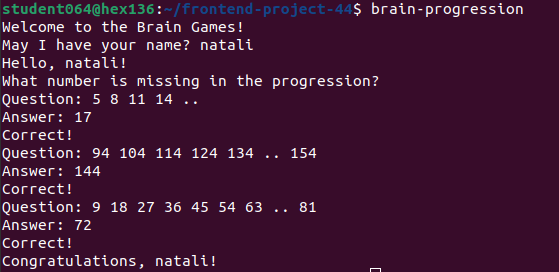 student064@hex136:~/frontend-project-44$ brain-progression
Welcome to the Brain Games!
May I have your name? natali
Hello, natali!
What number is missing in the progression?
Question: 5 8 11 14 ..
Answer: 17
Correct!
Question: 94 104 114 124 134 .. 154
Answer: 144
Correct!
Question: 9 18 27 36 45 54 63 .. 81
Answer: 72
Correct!
Congratulations, natali!